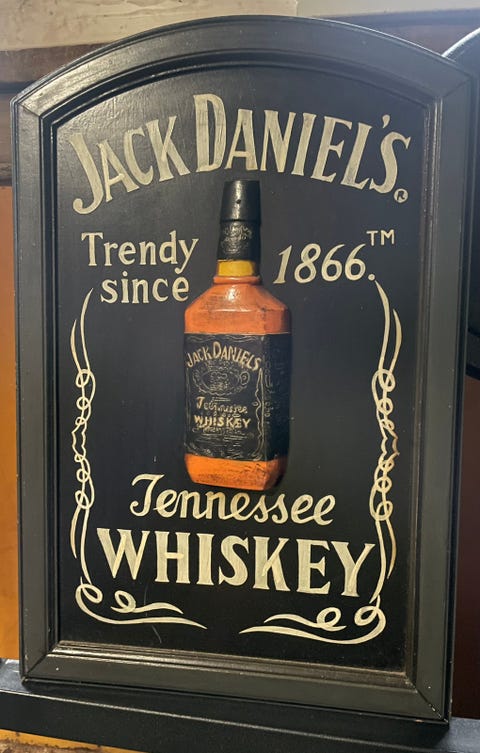 JACK DANIEL'S®
Trendy since
1866.™
JACK DANIEL'S
Tennessee
WHISKEY
Tennessee
WHISKEY